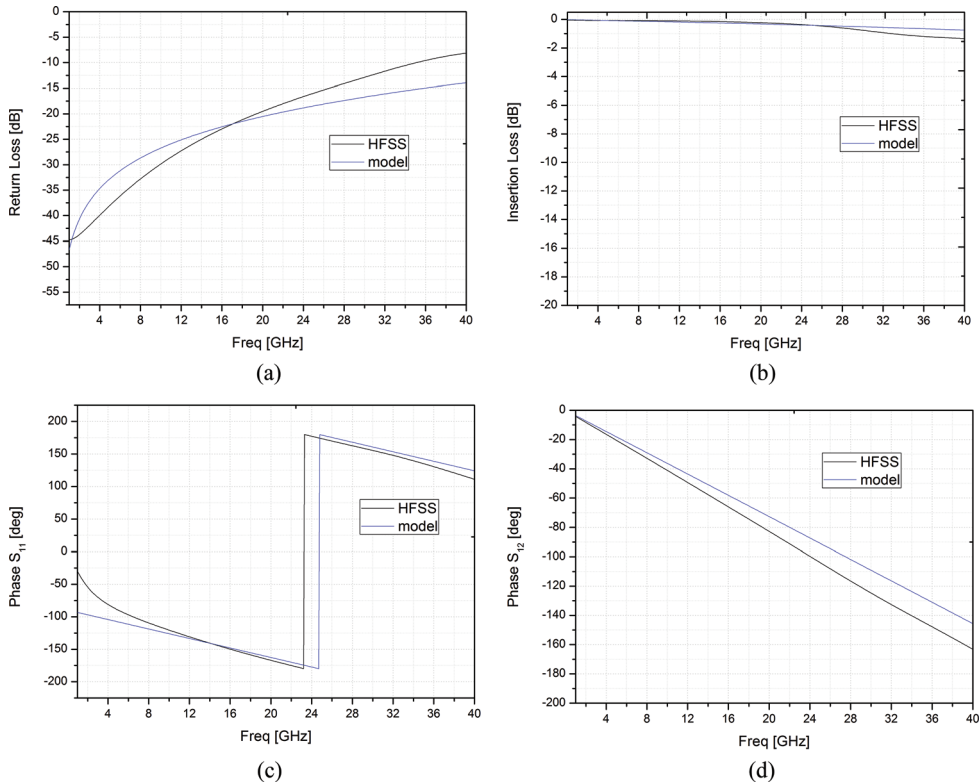 0
-5
-10
-15
-20
-25
-30
-35
-40
-45
-50
-55
Return Loss [dB]
HFSS
model
4 8 12 16 20 24 28 32 36 40
Freq [GHz]
(a)
0
-2
-4
-6
-8
-10
-12
-14
-16
-18
-20
Insertion Loss [dB]
HFSS
model
4 8 12 16 20 24 28 32 36 40
Freq [GHz]
(b)
200
150
100
50
0
-50
-100
-150
-200
Phase S11 [deg]
HFSS
model
4 8 12 16 20 24 28 32 36 40
Freq [GHz]
(c)
0
-20
-40
-60
-80
-100
-120
-140
-160
-180
-200
Phase S12 [deg]
HFSS
model
4 8 12 16 20 24 28 32 36 40
Freq [GHz]
(d)